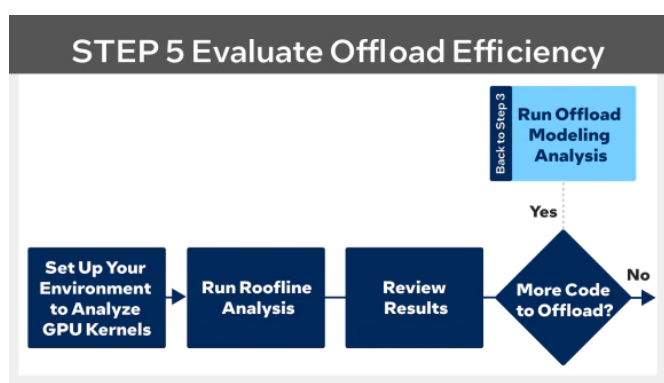 STEP 5 Evaluate Offload Efficiency
Back to Step 3
Run Offload
Modeling
Analysis
Yes
Set Up Your
Environment
to Analyze
GPU Kernels
Run Roofline
Analysis
Review
Results
More Code
to Offload?
No